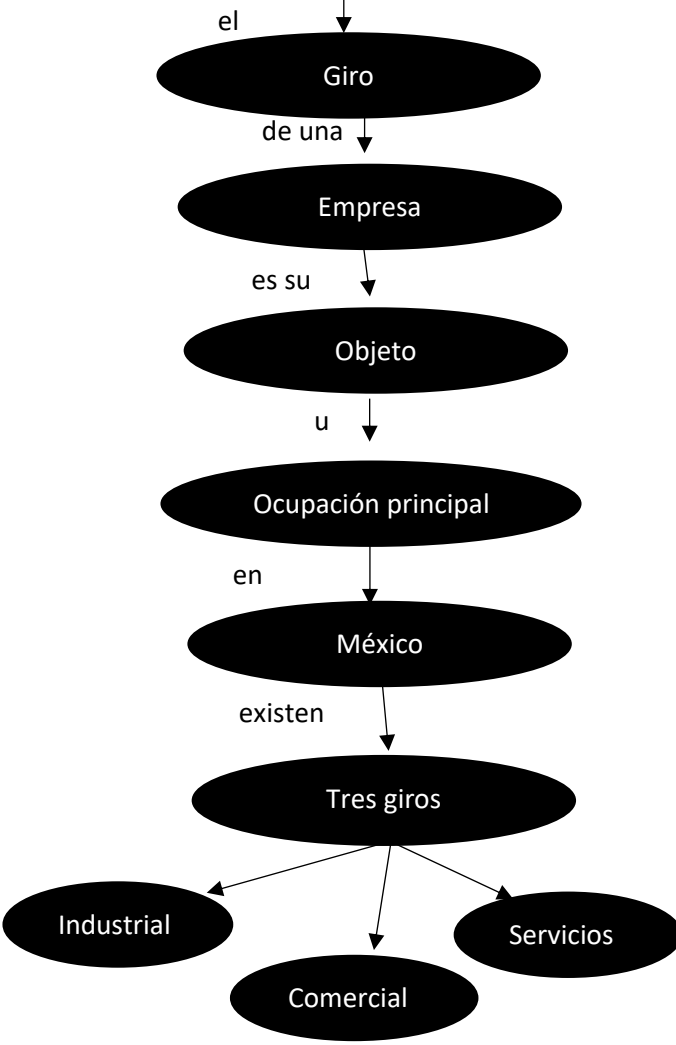 el
Giro
de una
Empresa
es su
Objeto
u
Ocupación principal
en
México
existen
Tres giros
Industrial
Servicios
Comercial